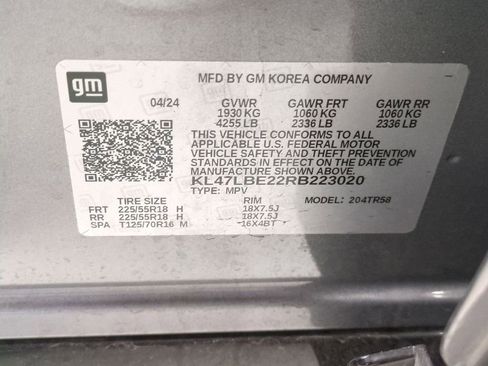 gm
MFD BY GM KOREA COMPANY
04/24 GVWR GAWR FRT GAWR RR
1930 KG 1060 KG 1060 KG
4255 LB 2336 LB 2336 LB
THIS VEHICLE CONFORMS TO ALL
APPLICABLE U.S. FEDERAL MOTOR
VEHICLE SAFETY AND THEFT PREVENTION
STANDARDS IN EFFECT ON THE DATE OF
MANUFACTURE SHOWN ABOVE.
KL47LBE22RB223020
TYPE: MPV
TIRE SIZE RIM MODEL: 204TR58
FRT 225/55R18 H 18X7.5J
RR 225/55R18 H 18X7.5J
SPA T125/70R16 M 16X4BT